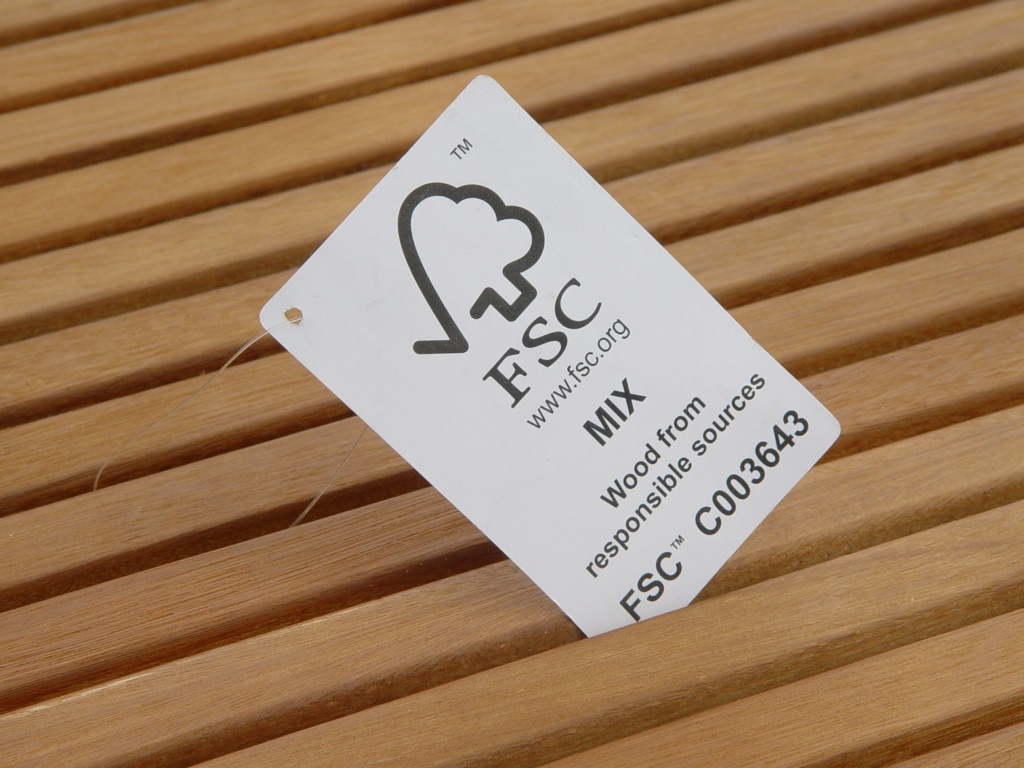 TM
FSC
www.fsc.org
MIX
Wood from
responsible sources
FSC™ C003643